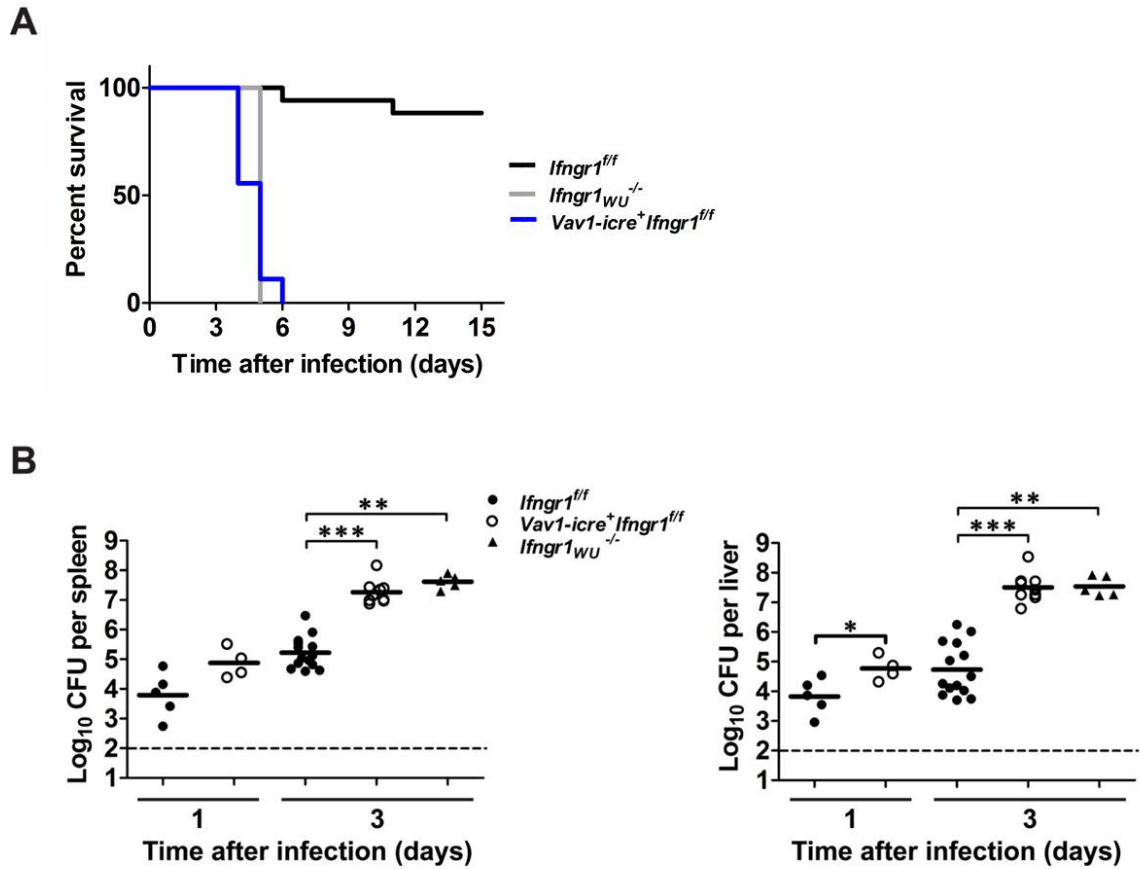 A
Percent survival
100
50
0
0 3 6 9 12 15
Time after infection (days)
Ifngr1f/f
Ifngr1WU-/-
Vav1-icre+Ifngr1f/f
B
Log10 CFU per spleen
9
8
7
6
5
4
3
2
1
***
**
1 3
Time after infection (days)
Ifngr1f/f
Vav1-icre+Ifngr1f/f
Ifngr1WU-/-
Log10 CFU per liver
9
8
7
6
5
4
3
2
1
*
***
**
1 3
Time after infection (days)